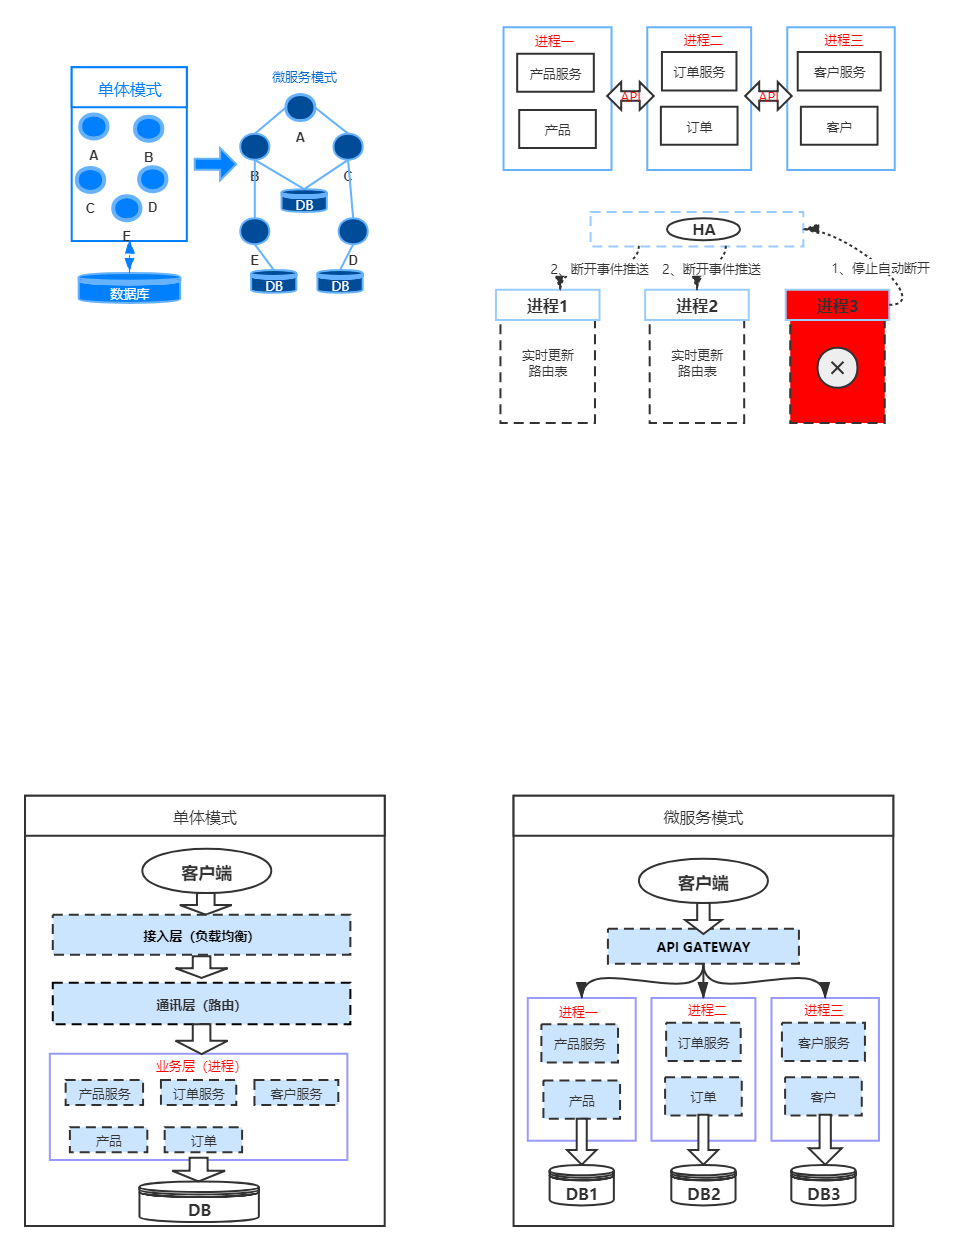 单体模式
A
B
C
D
E
数据库
微服务模式
A
B
C
DB
E
D
DB
DB
进程一
产品服务
产品
API
进程二
订单服务
订单
API
进程三
客户服务
客户
HA
2、断开事件推送
2、断开事件推送
1、停止自动断开
进程1
实时更新
路由表
进程2
实时更新
路由表
进程3
单体模式
客户端
接入层（负载均衡）
通讯层（路由）
业务层（进程）
产品服务
订单服务
客户服务
产品
订单
DB
微服务模式
客户端
API GATEWAY
进程一
产品服务
产品
进程二
订单服务
订单
进程三
客户服务
客户
DB1
DB2
DB3